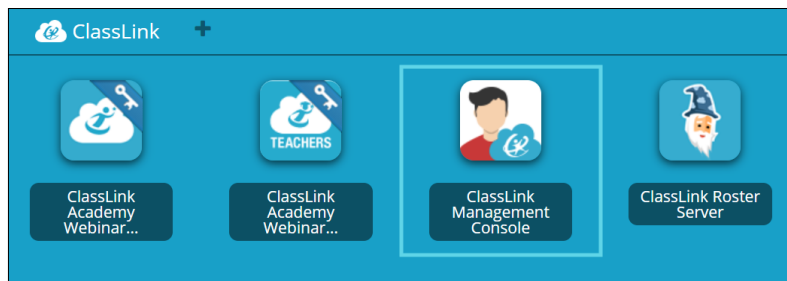 ClassLink +
TEACHERS
ClassLink
Academy
Webinar...
ClassLink
Academy
Webinar...
ClassLink
Management
Console
ClassLink Roster
Server